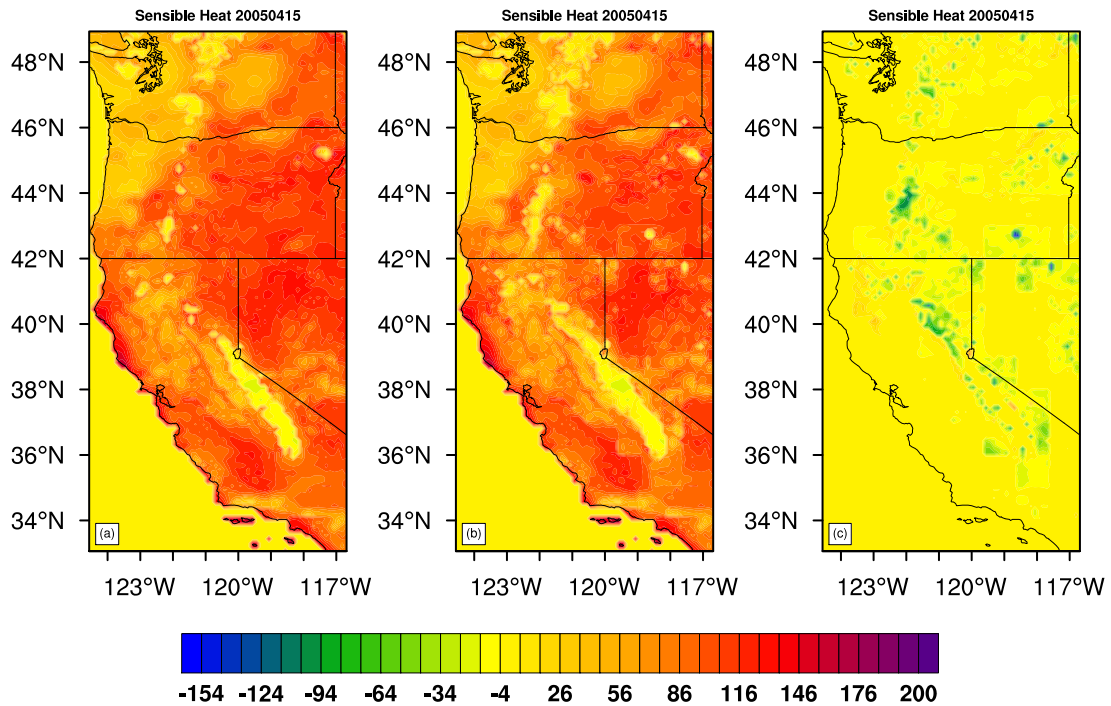 Sensible Heat 20050415 Sensible Heat 20050415 Sensible Heat 20050415
48°N 48°N 48°N
46°N 46°N 46°N
44°N 44°N 44°N
42°N 42°N 42°N
40°N 40°N 40°N
38°N 38°N 38°N
36°N 36°N 36°N
34°N 34°N 34°N
(a) (b) (c)
123°W 120°W 117°W 123°W 120°W 117°W 123°W 120°W 117°W
-154 -124 -94 -64 -34 -4 26 56 86 116 146 176 200